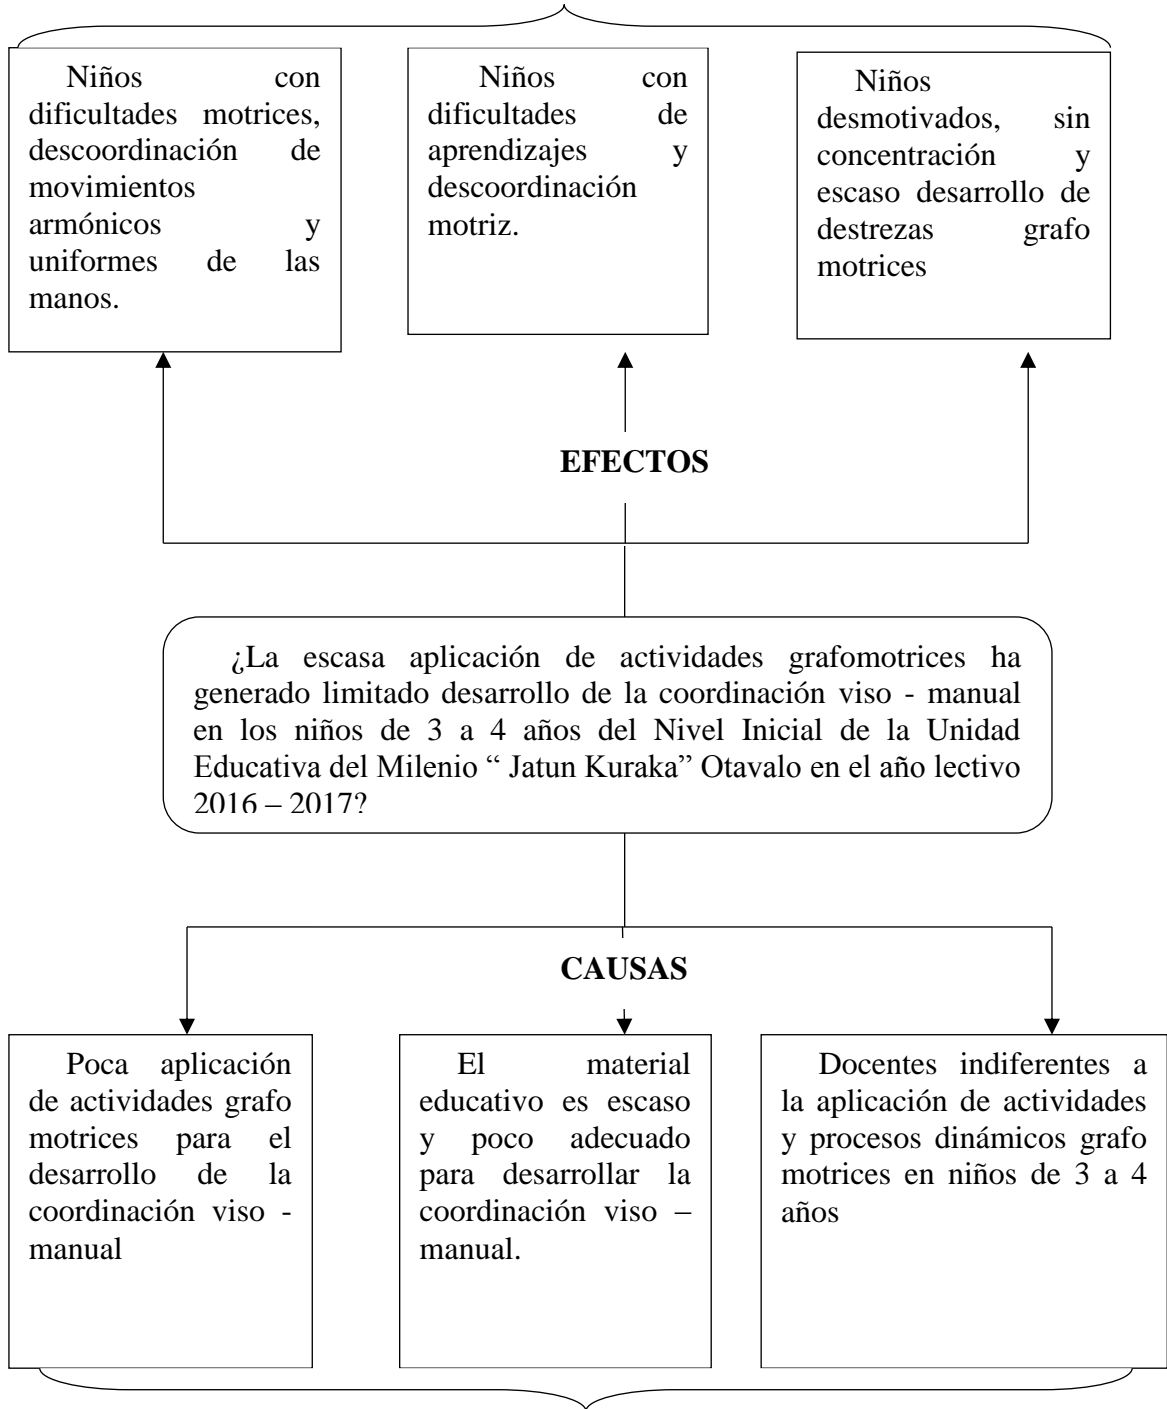 Niños con
dificultades motrices,
descoordinación de
movimientos
armónicos y
uniformes de las
manos.
Niños con
dificultades de
aprendizajes y
descoordinación
motriz.
Niños
desmotivados, sin
concentración y
escaso desarrollo de
destrezas grafo
motrices
EFECTOS
¿La escasa aplicación de actividades grafomotrices ha
generado limitado desarrollo de la coordinación viso - manual
en los niños de 3 a 4 años del Nivel Inicial de la Unidad
Educativa del Milenio “ Jatun Kuraka” Otavalo en el año lectivo
2016 – 2017?
CAUSAS
Poca aplicación
de actividades grafo
motrices para el
desarrollo de la
coordinación viso -
manual
El material
educativo es escaso
y poco adecuado
para desarrollar la
coordinación viso –
manual.
Docentes indiferentes a
la aplicación de actividades
y procesos dinámicos grafo
motrices en niños de 3 a 4
años